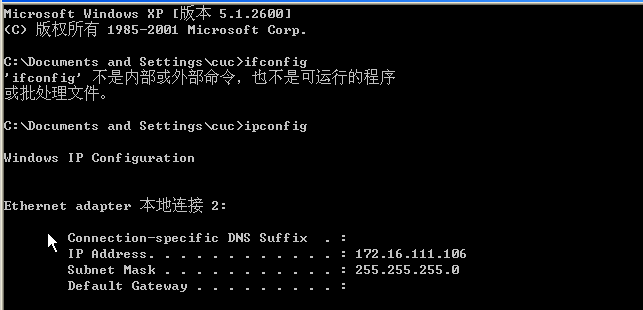 Microsoft Windows XP [版本 5.1.2600]
(C) 版权所有 1985-2001 Microsoft Corp.
C:\Documents and Settings\cuc>ifconfig
'ifconfig' 不是内部或外部命令，也不是可运行的程序
或批处理文件。
C:\Documents and Settings\cuc>ipconfig
Windows IP Configuration
Ethernet adapter 本地连接 2:
Connection-specific DNS Suffix  . :
IP Address. . . . . . . . . . . . : 172.16.111.106
Subnet Mask . . . . . . . . . . . : 255.255.255.0
Default Gateway . . . . . . . . . :